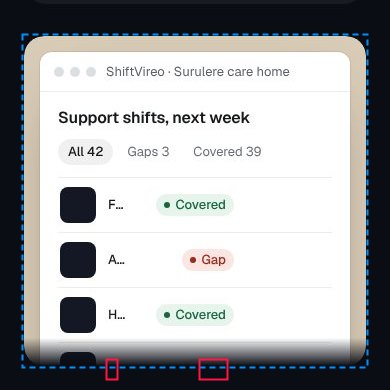 ShiftVireo · Surulere care home
Support shifts, next week
All 42 Gaps 3 Covered 39
F... Covered
A... Gap
H... Covered